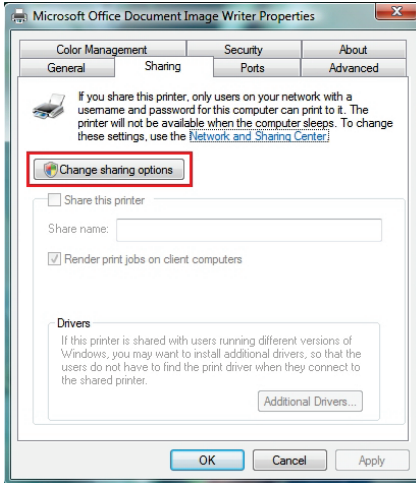 Microsoft Office Document Image Writer Properties
Color Management Security About
General Sharing Ports Advanced
If you share this printer, only users on your network with a
username and password for this computer can print to it. The
printer will not be available when the computer sleeps. To change
these settings, use the Network and Sharing Center.
Change sharing options
Share this printer
Share name:
Render print jobs on client computers
Drivers
If this printer is shared with users running different versions of
Windows, you may want to install additional drivers, so that the
users do not have to find the print driver when they connect to
the shared printer.
Additional Drivers...
OK Cancel Apply